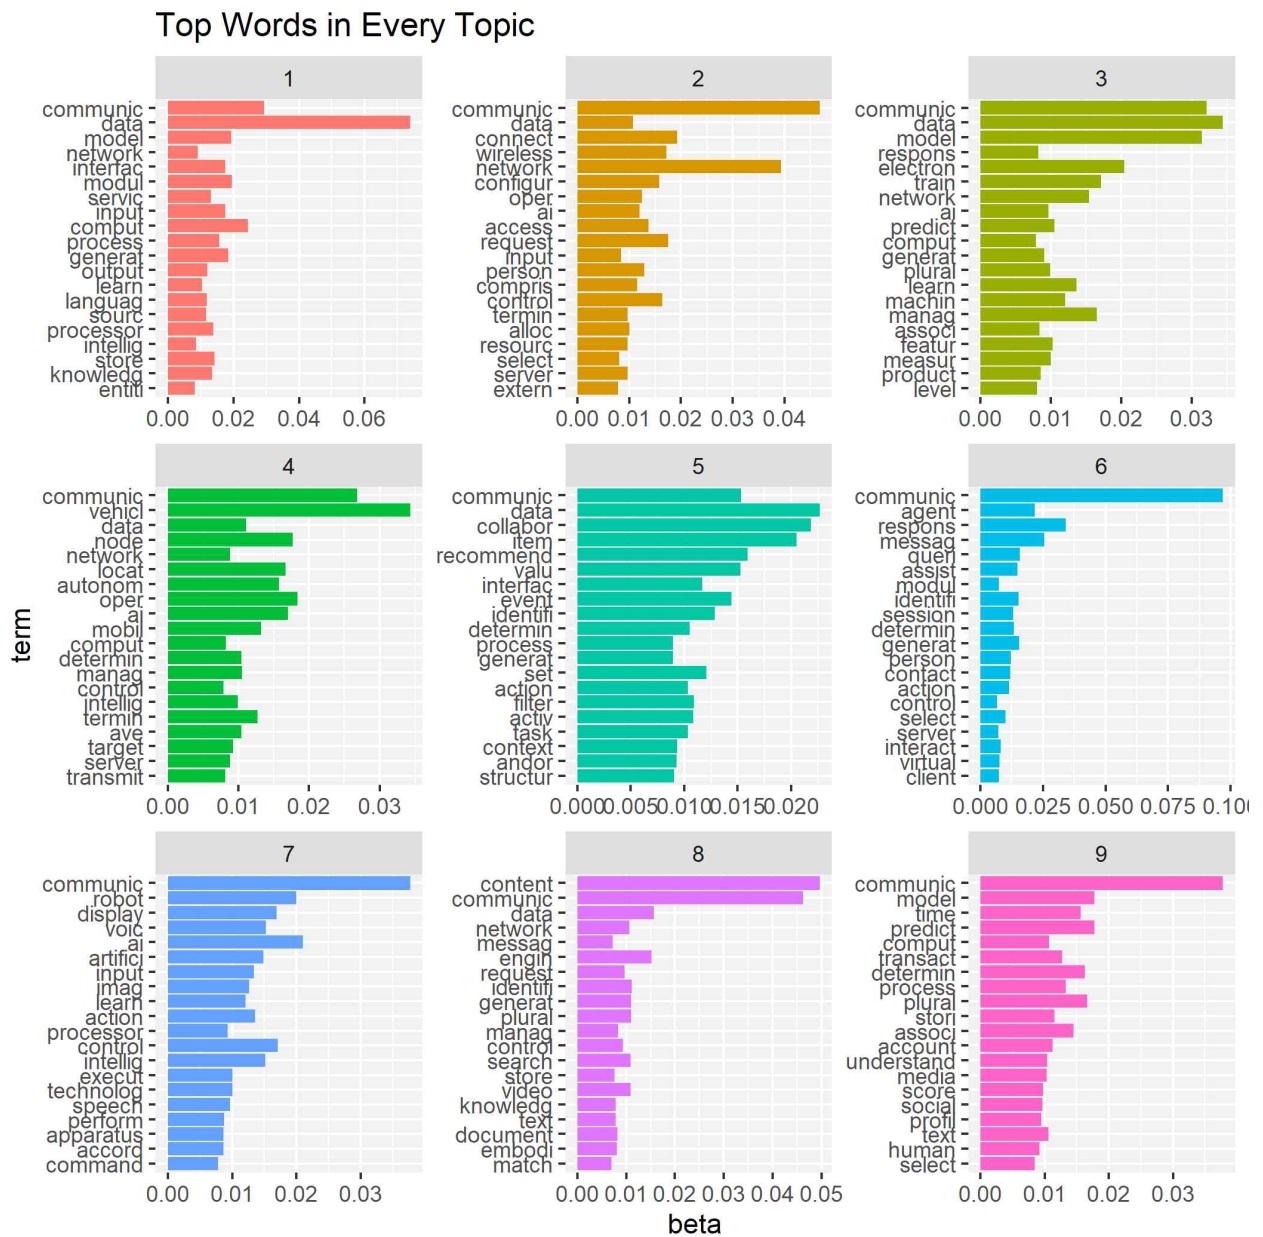 Top Words in Every Topic
1
communic
data
model
network
interfac
modul
servic
input
comput
process
generat
output
learn
languag
sourc
processor
intellig
store
knowledg
entiti
0.00 0.02 0.04 0.06
2
communic
data
connect
wireless
network
configur
oper
ai
access
request
input
person
compris
control
termin
alloc
resourc
select
server
extern
0.00 0.01 0.02 0.03 0.04
3
communic
data
model
respons
electron
train
network
ai
predict
comput
generat
plural
learn
machin
manag
associ
featur
measur
product
level
0.00 0.01 0.02 0.03
4
communic
vehicl
data
node
network
locat
autonom
oper
ai
mobil
comput
determin
manag
control
intellig
termin
ave
target
server
transmit
0.00 0.01 0.02 0.03
5
communic
data
collabor
item
recommend
valu
interfac
event
identifi
determin
process
generat
set
action
filter
activ
task
context
andor
structur
0.000 0.005 0.010 0.015 0.020
6
communic
agent
respons
messag
queri
assist
modul
identifi
session
determin
generat
person
contact
action
control
select
server
interact
virtual
client
0.000 0.025 0.050 0.075 0.10
7
communic
robot
display
voic
ai
artifici
input
imag
learn
action
processor
control
intellig
execut
technolog
speech
perform
apparatus
accord
command
0.00 0.01 0.02 0.03
8
content
communic
data
network
messag
engin
request
identifi
generat
plural
manag
control
search
store
video
knowledg
text
document
embodi
match
0.00 0.01 0.02 0.03 0.04 0.05
9
communic
model
time
predict
comput
transact
determin
process
plural
stori
associ
account
understand
media
score
social
profil
text
human
select
0.00 0.01 0.02 0.03
term
beta